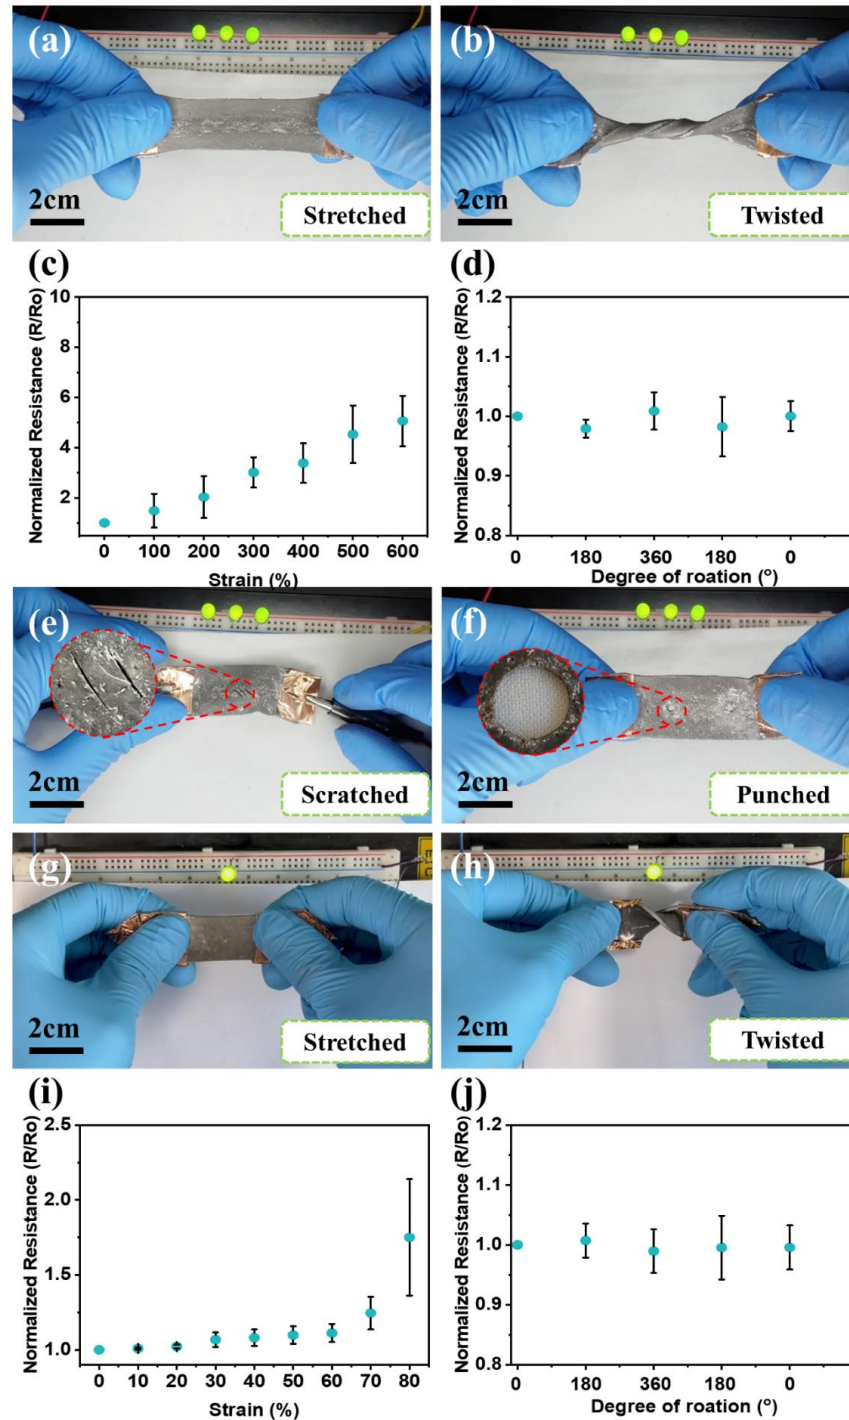 (a)
2cm
Stretched
(b)
2cm
Twisted
(c)
Normalized Resistance (R/Ro)
10
8
6
4
2
0 100 200 300 400 500 600
Strain (%)
(d)
Normalized Resistance (R/Ro)
1.2
1.1
1.0
0.9
0.8
0 180 360 180 0
Degree of roation (º)
(e)
2cm
Scratched
(f)
2cm
Punched
(g)
2cm
Stretched
(h)
2cm
Twisted
(i)
Normalized Resistance (R/Ro)
2.5
2.0
1.5
1.0
0 10 20 30 40 50 60 70 80
Strain (%)
(j)
Normalized Resistance (R/Ro)
1.2
1.1
1.0
0.9
0.8
0 180 360 180 0
Degree of roation (º)